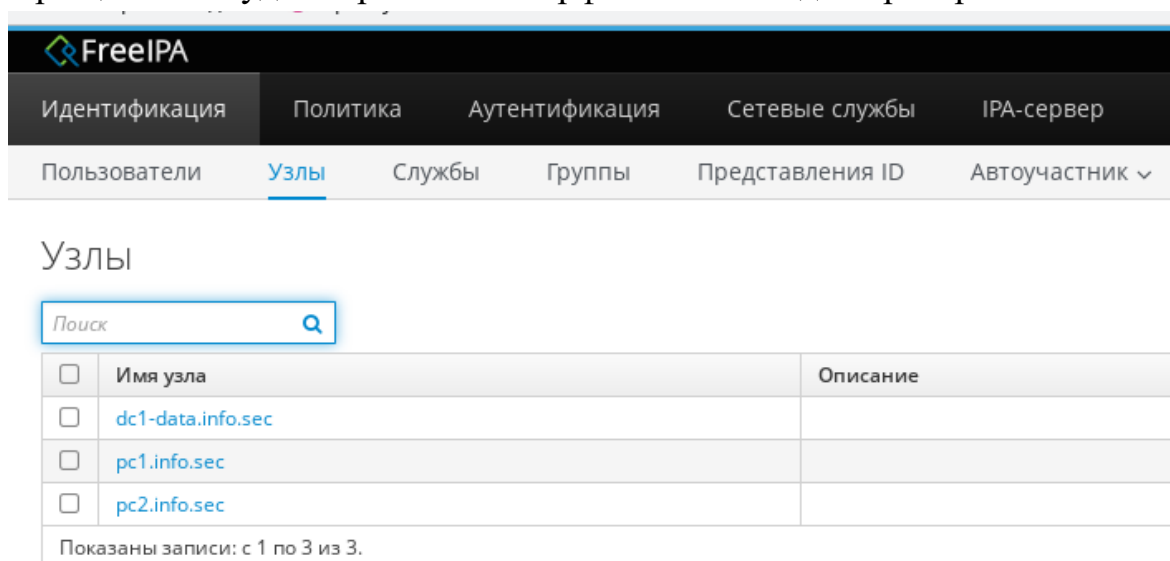 FreeIPA
Идентификация Политика Аутентификация Сетевые службы IPA-сервер
Пользователи Узлы Службы Группы Представления ID Автоучастник
Узлы
Поиск
Имя узла Описание
dc1-data.info.sec
pc1.info.sec
pc2.info.sec
Показаны записи: с 1 по 3 из 3.